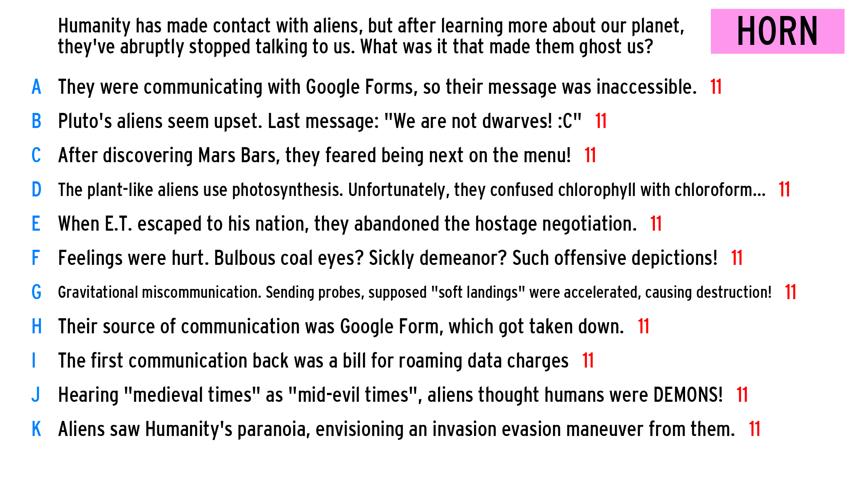 Humanity has made contact with aliens, but after learning more about our planet,
they've abruptly stopped talking to us. What was it that made them ghost us?
HORN
A They were communicating with Google Forms, so their message was inaccessible. 11
B Pluto's aliens seem upset. Last message: "We are not dwarves! :C" 11
C After discovering Mars Bars, they feared being next on the menu! 11
D The plant-like aliens use photosynthesis. Unfortunately, they confused chlorophyll with chloroform... 11
E When E.T. escaped to his nation, they abandoned the hostage negotiation. 11
F Feelings were hurt. Bulbous coal eyes? Sickly demeanor? Such offensive depictions! 11
G Gravitational miscommunication. Sending probes, supposed "soft landings" were accelerated, causing destruction! 11
H Their source of communication was Google Form, which got taken down. 11
I The first communication back was a bill for roaming data charges 11
J Hearing "medieval times" as "mid-evil times", aliens thought humans were DEMONS! 11
K Aliens saw Humanity's paranoia, envisioning an invasion evasion maneuver from them. 11